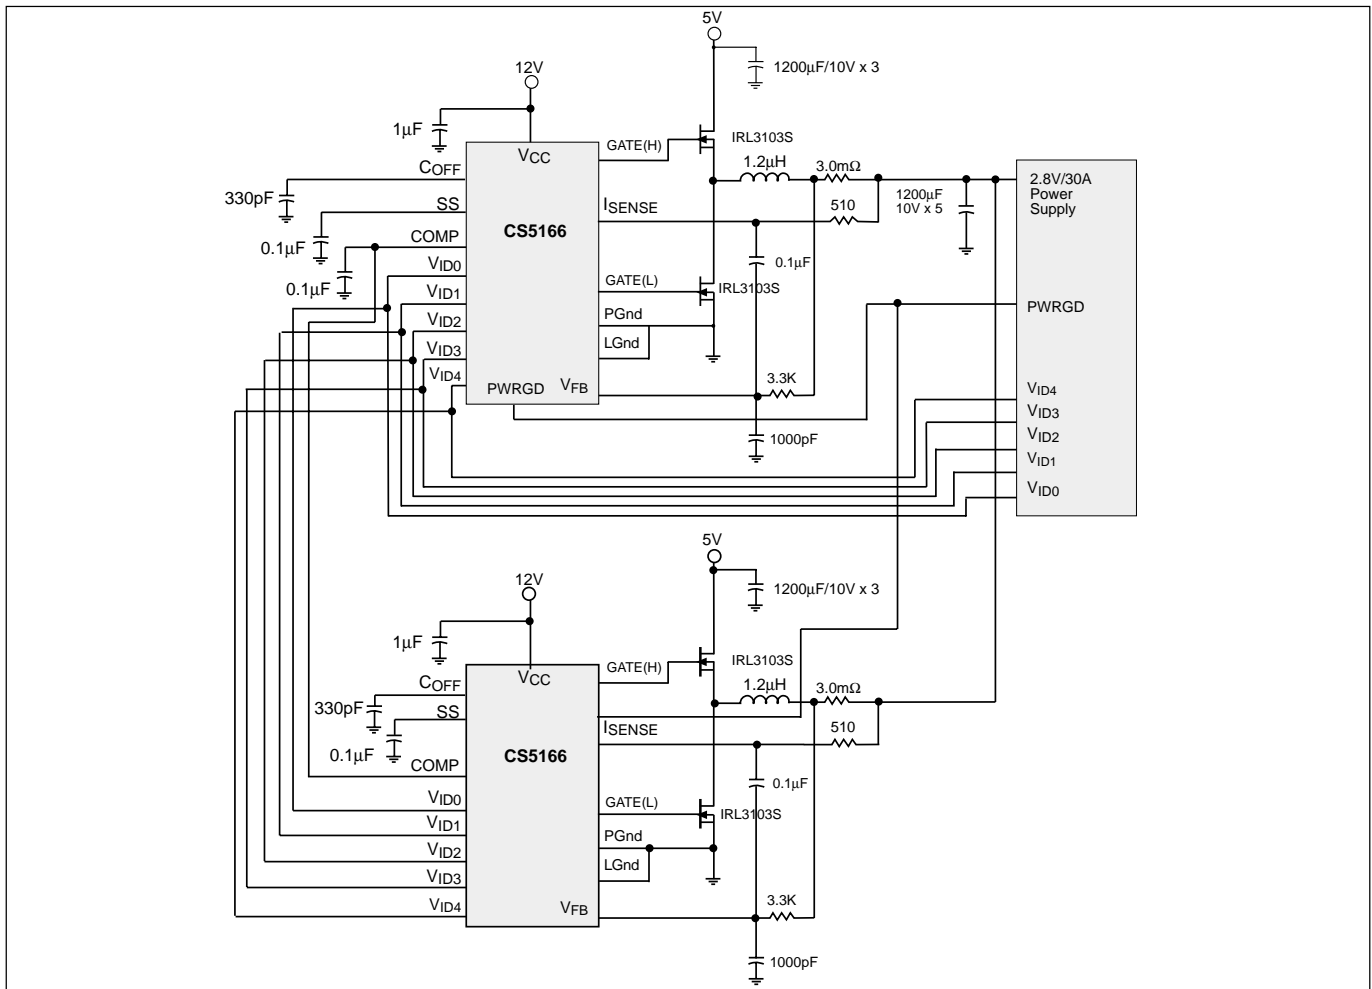 5V
1200µF/10V x 3
12V
1µF
VCC
GATE(H)
IRL3103S
COFF
330pF
SS
0.1µF
COMP
0.1µF
VID0
VID1
VID2
VID3
VID4
PWRGD
CS5166
ISENSE
GATE(L)
PGnd
LGnd
VFB
1.2µH
3.0mΩ
510
0.1µF
IRL3103S
3.3K
1000pF
1200µF
10V x 5
2.8V/30A
Power
Supply
PWRGD
VID4
VID3
VID2
VID1
VID0
5V
1200µF/10V x 3
12V
1µF
VCC
GATE(H)
IRL3103S
COFF
330pF
SS
0.1µF
COMP
VID0
VID1
VID2
VID3
VID4
CS5166
ISENSE
GATE(L)
PGnd
LGnd
VFB
1.2µH
3.0mΩ
510
0.1µF
IRL3103S
3.3K
1000pF